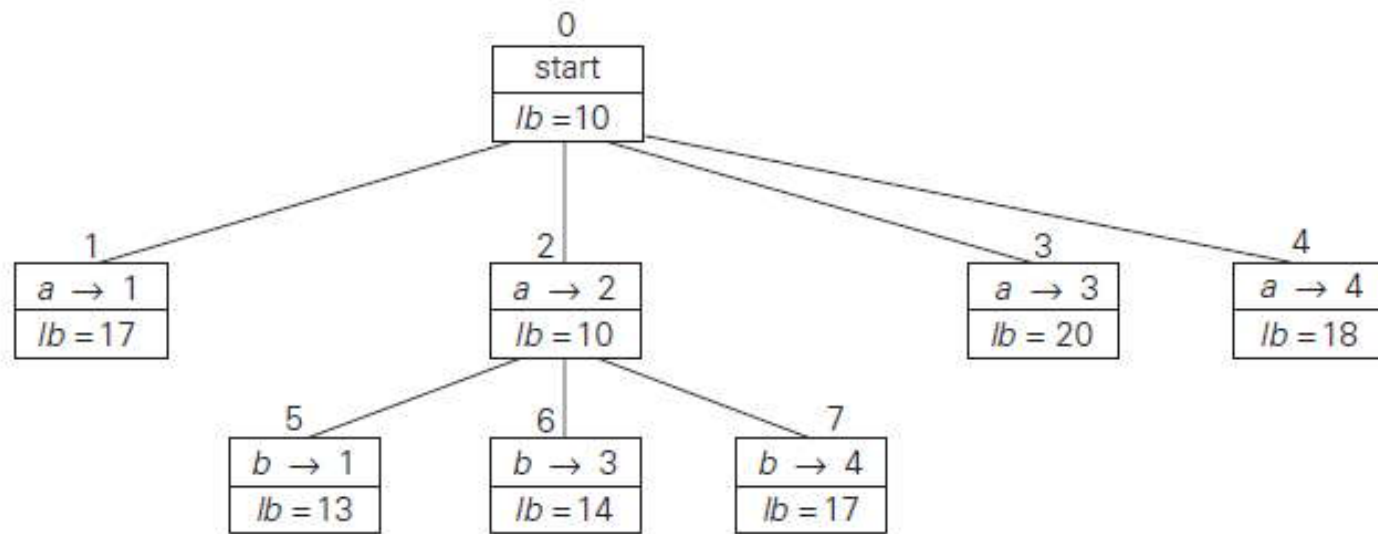 0
start
lb = 10
1
2
3
4
a → 1
a → 2
a → 3
a → 4
lb = 17
lb = 10
lb = 20
lb = 18
5
6
7
b → 1
b → 3
b → 4
lb = 13
lb = 14
lb = 17